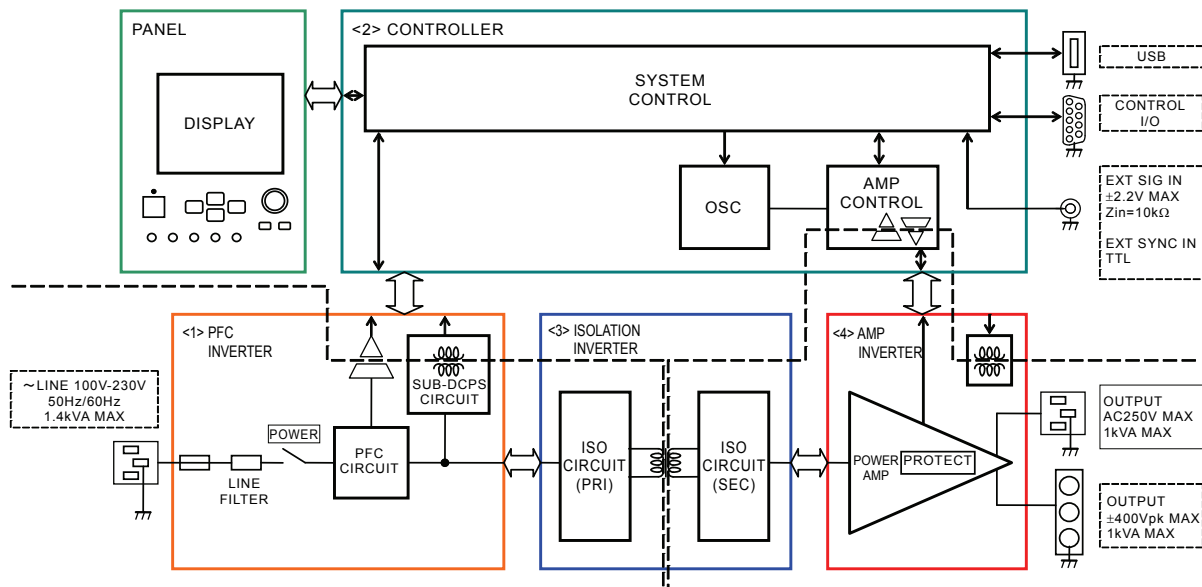 PANEL
DISPLAY
<2> CONTROLLER
SYSTEM
CONTROL
OSC
AMP
CONTROL
USB
CONTROL
I/O
EXT SIG IN
±2.2V MAX
Zin=10kΩ
EXT SYNC IN
TTL
<1> PFC
INVERTER
SUB-DCPS
CIRCUIT
～LINE 100V-230V
50Hz/60Hz
1.4kVA MAX
POWER
LINE
FILTER
PFC
CIRCUIT
<3> ISOLATION
INVERTER
ISO
CIRCUIT
(PRI)
ISO
CIRCUIT
(SEC)
<4> AMP
INVERTER
POWER
AMP
PROTECT
OUTPUT
AC250V MAX
1kVA MAX
OUTPUT
±400Vpk MAX
1kVA MAX